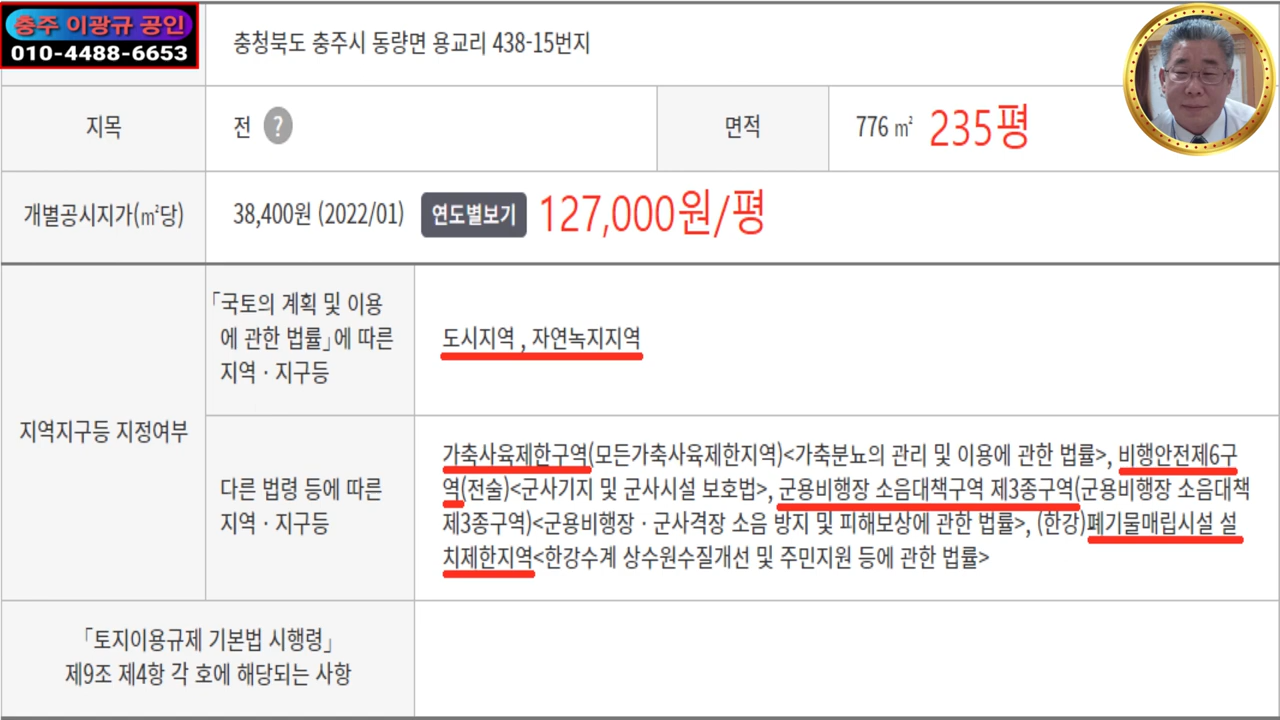 충주 이광규 공인
010-4488-6653
충청북도 충주시 동량면 용교리 438-15번지
지목
전 ?
면적
776 ㎡ 235평
개별공시지가(㎡당)
38,400원 (2022/01) 연도별보기 127,000원/평
지역지구등 지정여부
「국토의 계획 및 이용
에 관한 법률」에 따른
지역ㆍ지구등
도시지역 , 자연녹지지역
다른 법령 등에 따른
지역ㆍ지구등
가축사육제한구역(모든가축사육제한지역)<가축분뇨의 관리 및 이용에 관한 법률>, 비행안전제6구
역(전술)<군사기지 및 군사시설 보호법>, 군용비행장 소음대책구역 제3종구역(군용비행장 소음대책
제3종구역)<군용비행장ㆍ군사격장 소음 방지 및 피해보상에 관한 법률>, (한강)폐기물매립시설 설
치제한지역<한강수계 상수원수질개선 및 주민지원 등에 관한 법률>
「토지이용규제 기본법 시행령」
제9조 제4항 각 호에 해당되는 사항